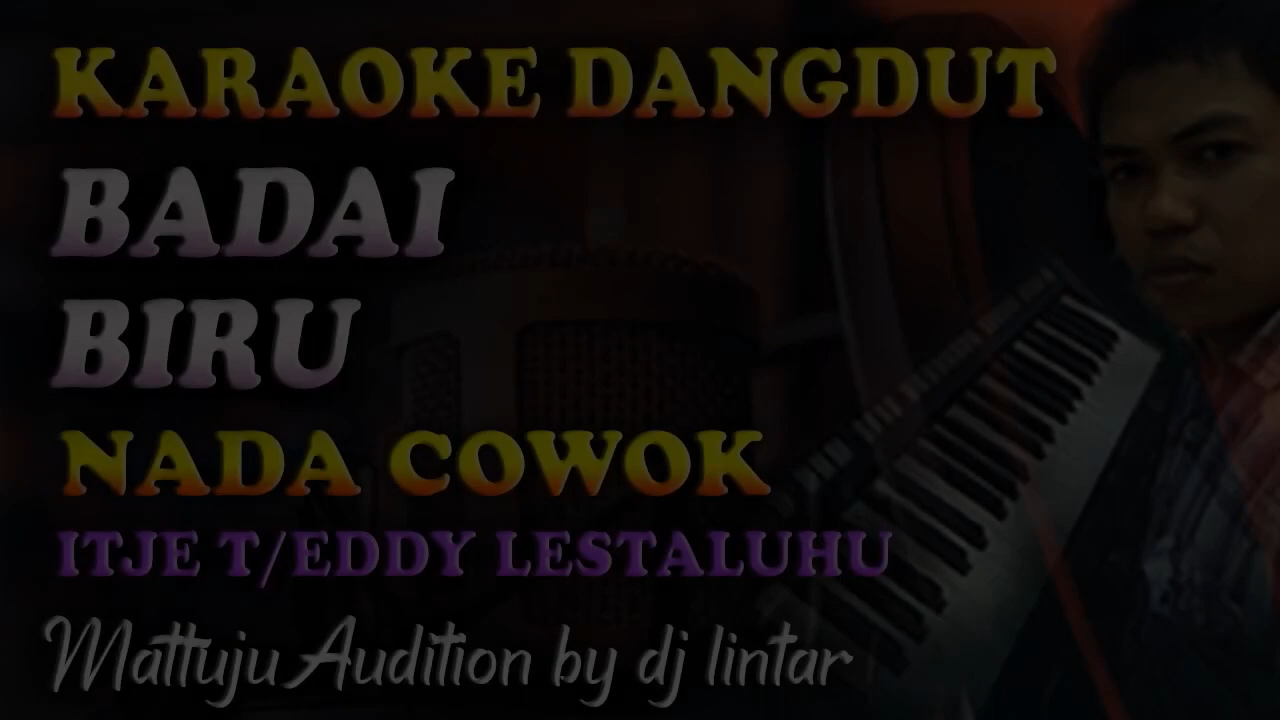 KARAOKE DANGDUT
BADAI
BIRU
NADA COWOK
ITJE T/EDDY LESTALUHU
Mattuju Audition by dj lintar